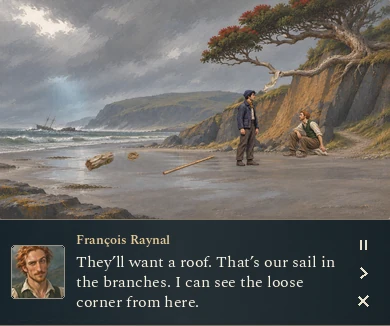 François Raynal
They’ll want a roof. That’s our sail in
the branches. I can see the loose
corner from here.